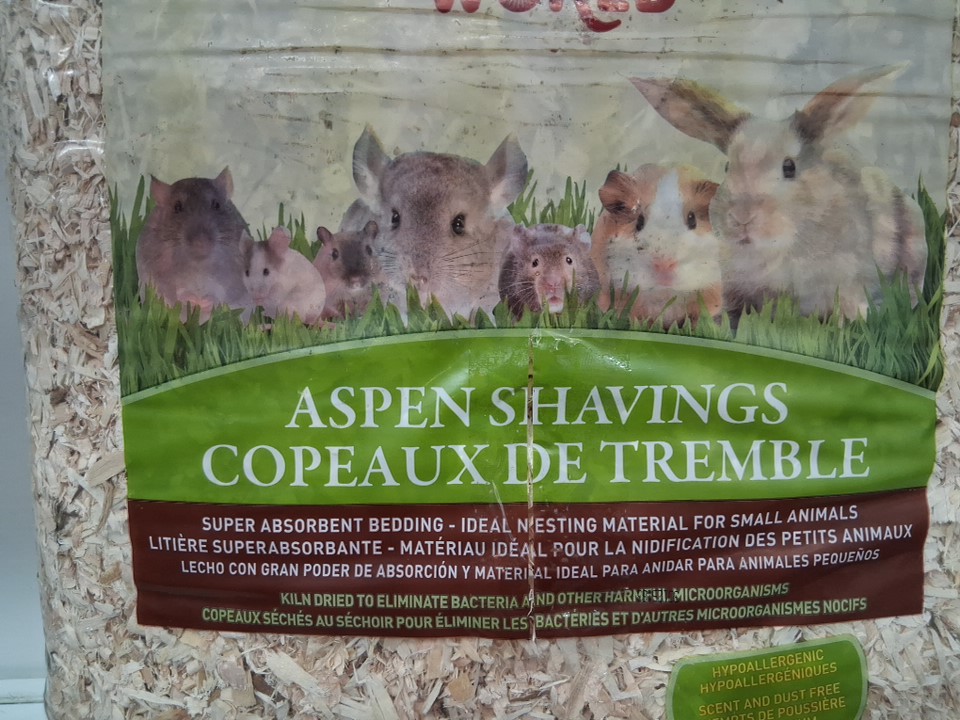 WORLD
ASPEN SHAVINGS
COPEAUX DE TREMBLE
SUPER ABSORBENT BEDDING - IDEAL NESTING MATERIAL FOR SMALL ANIMALS
LITIÈRE SUPERABSORBANTE - MATÉRIAU IDÉAL POUR LA NIDIFICATION DES PETITS ANIMAUX
LECHO CON GRAN PODER DE ABSORCIÓN Y MATERIAL IDEAL PARA ANIDAR PARA ANIMALES PEQUEÑOS
KILN DRIED TO ELIMINATE BACTERIA AND OTHER HARMFUL MICROORGANISMS
COPEAUX SÉCHÉS AU SÉCHOIR POUR ÉLIMINER LES BACTÉRIES ET D'AUTRES MICROORGANISMES NOCIFS
HYPOALLERGENIC
HYPOALLERGÉNIQUES
SCENT AND DUST FREE
DE POUSSIÈRE